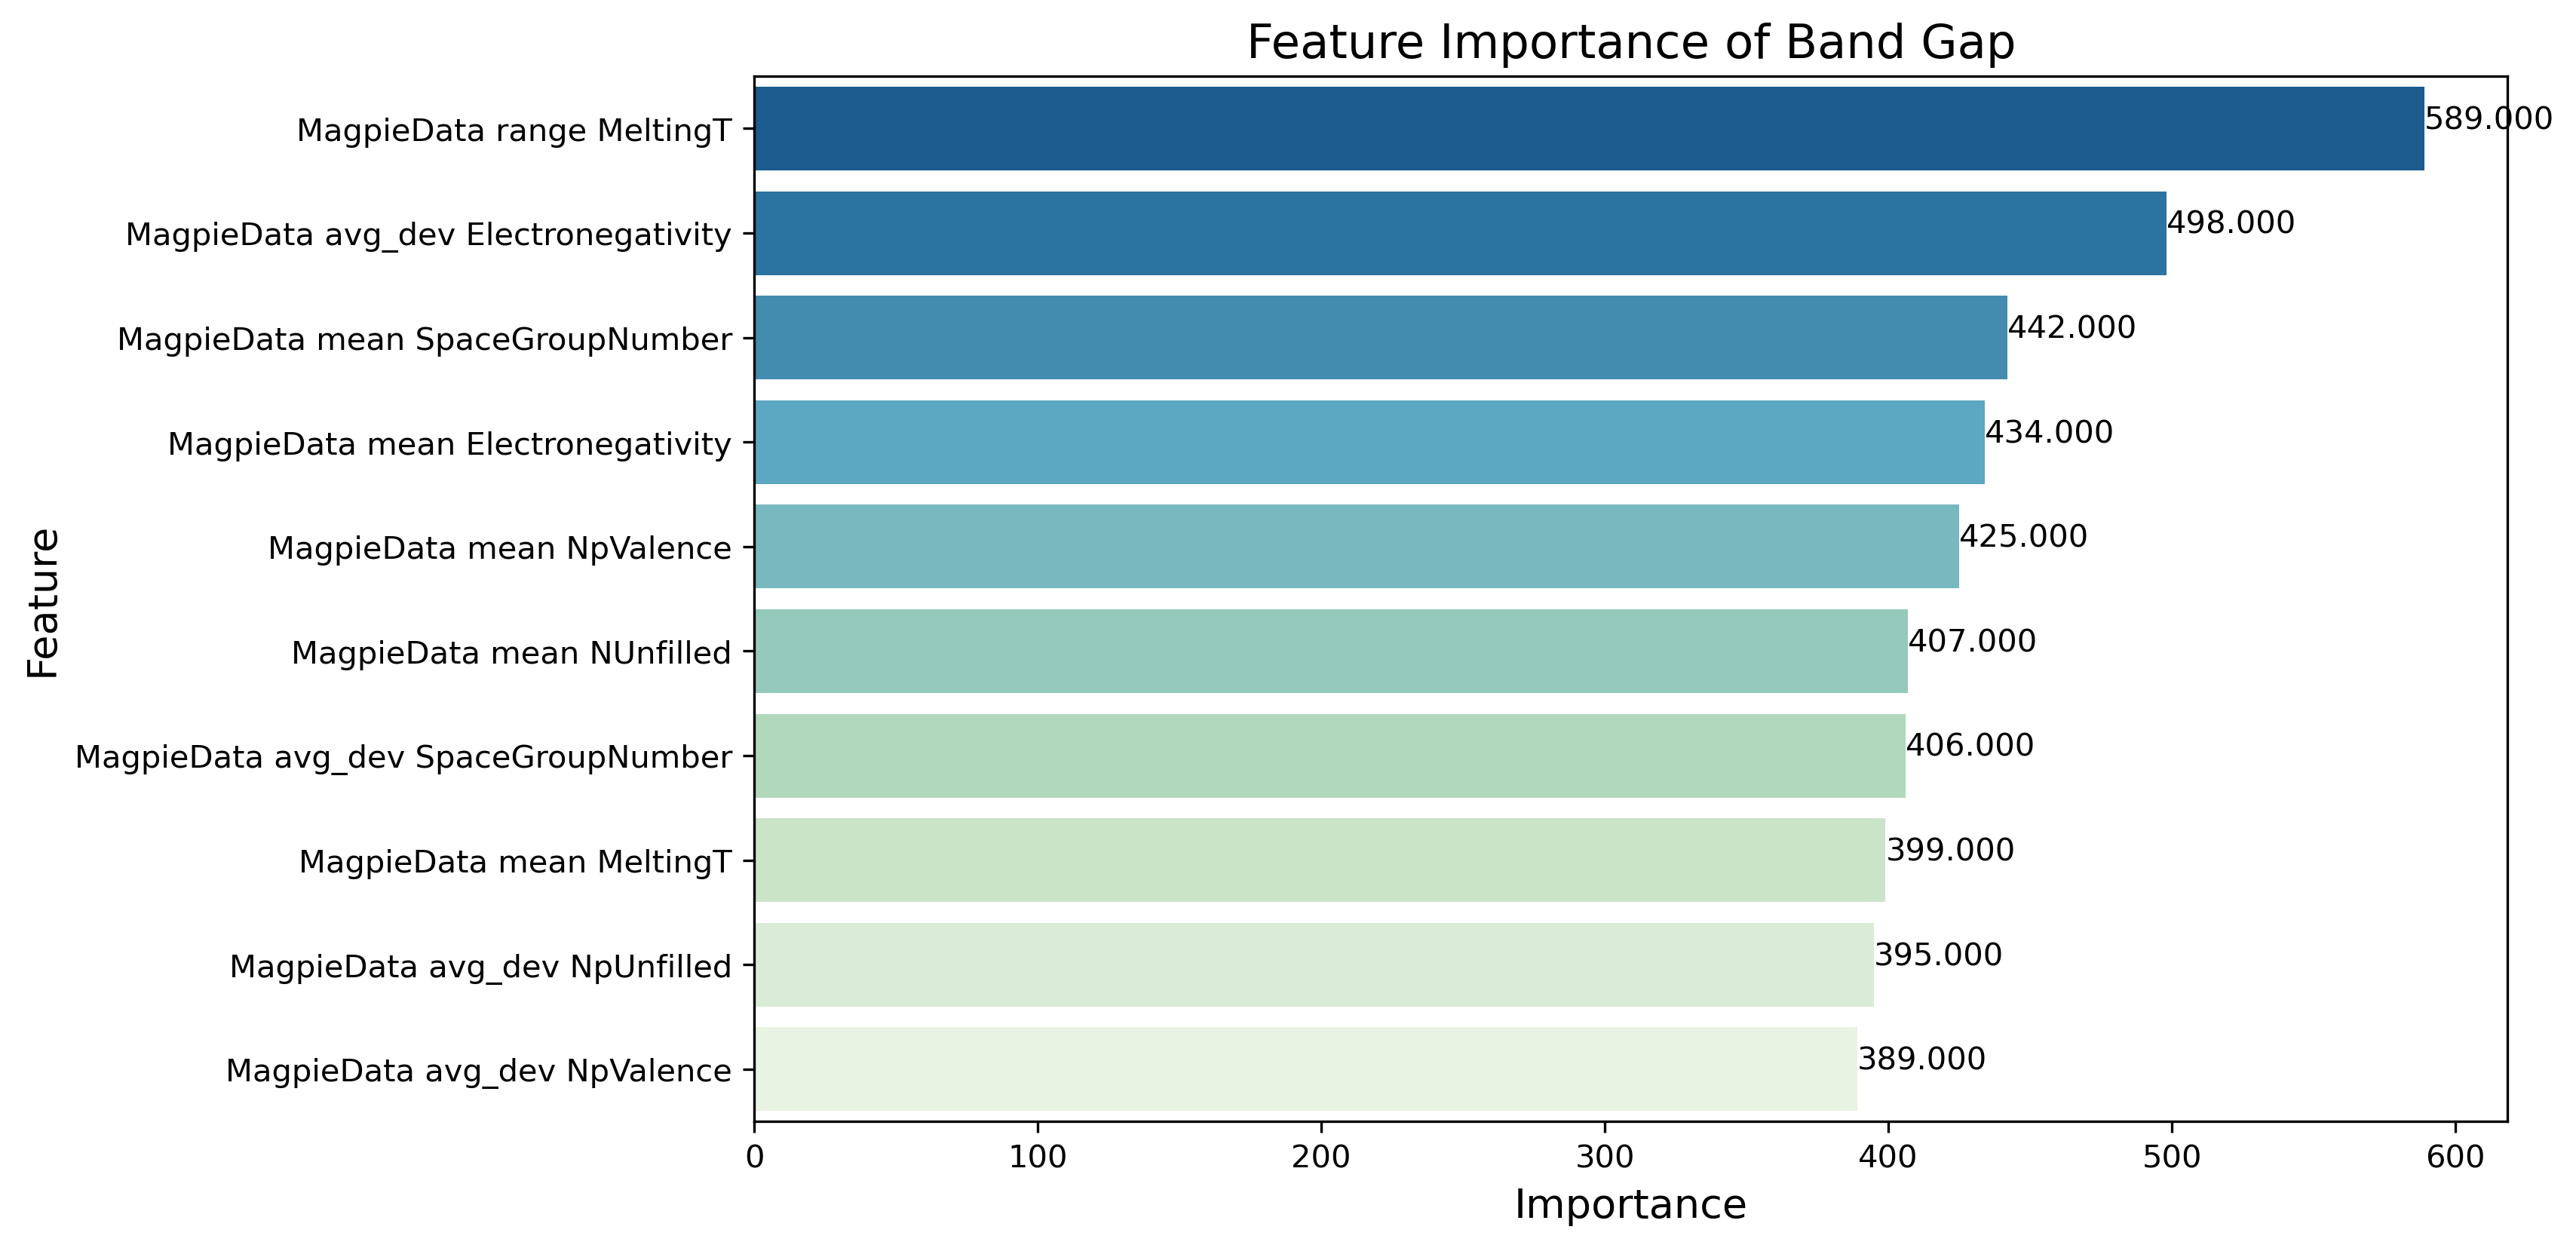 Feature Importance of Band Gap
MagpieData range MeltingT
589.000
MagpieData avg_dev Electronegativity
498.000
MagpieData mean SpaceGroupNumber
442.000
MagpieData mean Electronegativity
434.000
MagpieData mean NpValence
425.000
MagpieData mean NUnfilled
407.000
MagpieData avg_dev SpaceGroupNumber
406.000
MagpieData mean MeltingT
399.000
MagpieData avg_dev NpUnfilled
395.000
MagpieData avg_dev NpValence
389.000
Feature
0 100 200 300 400 500 600
Importance